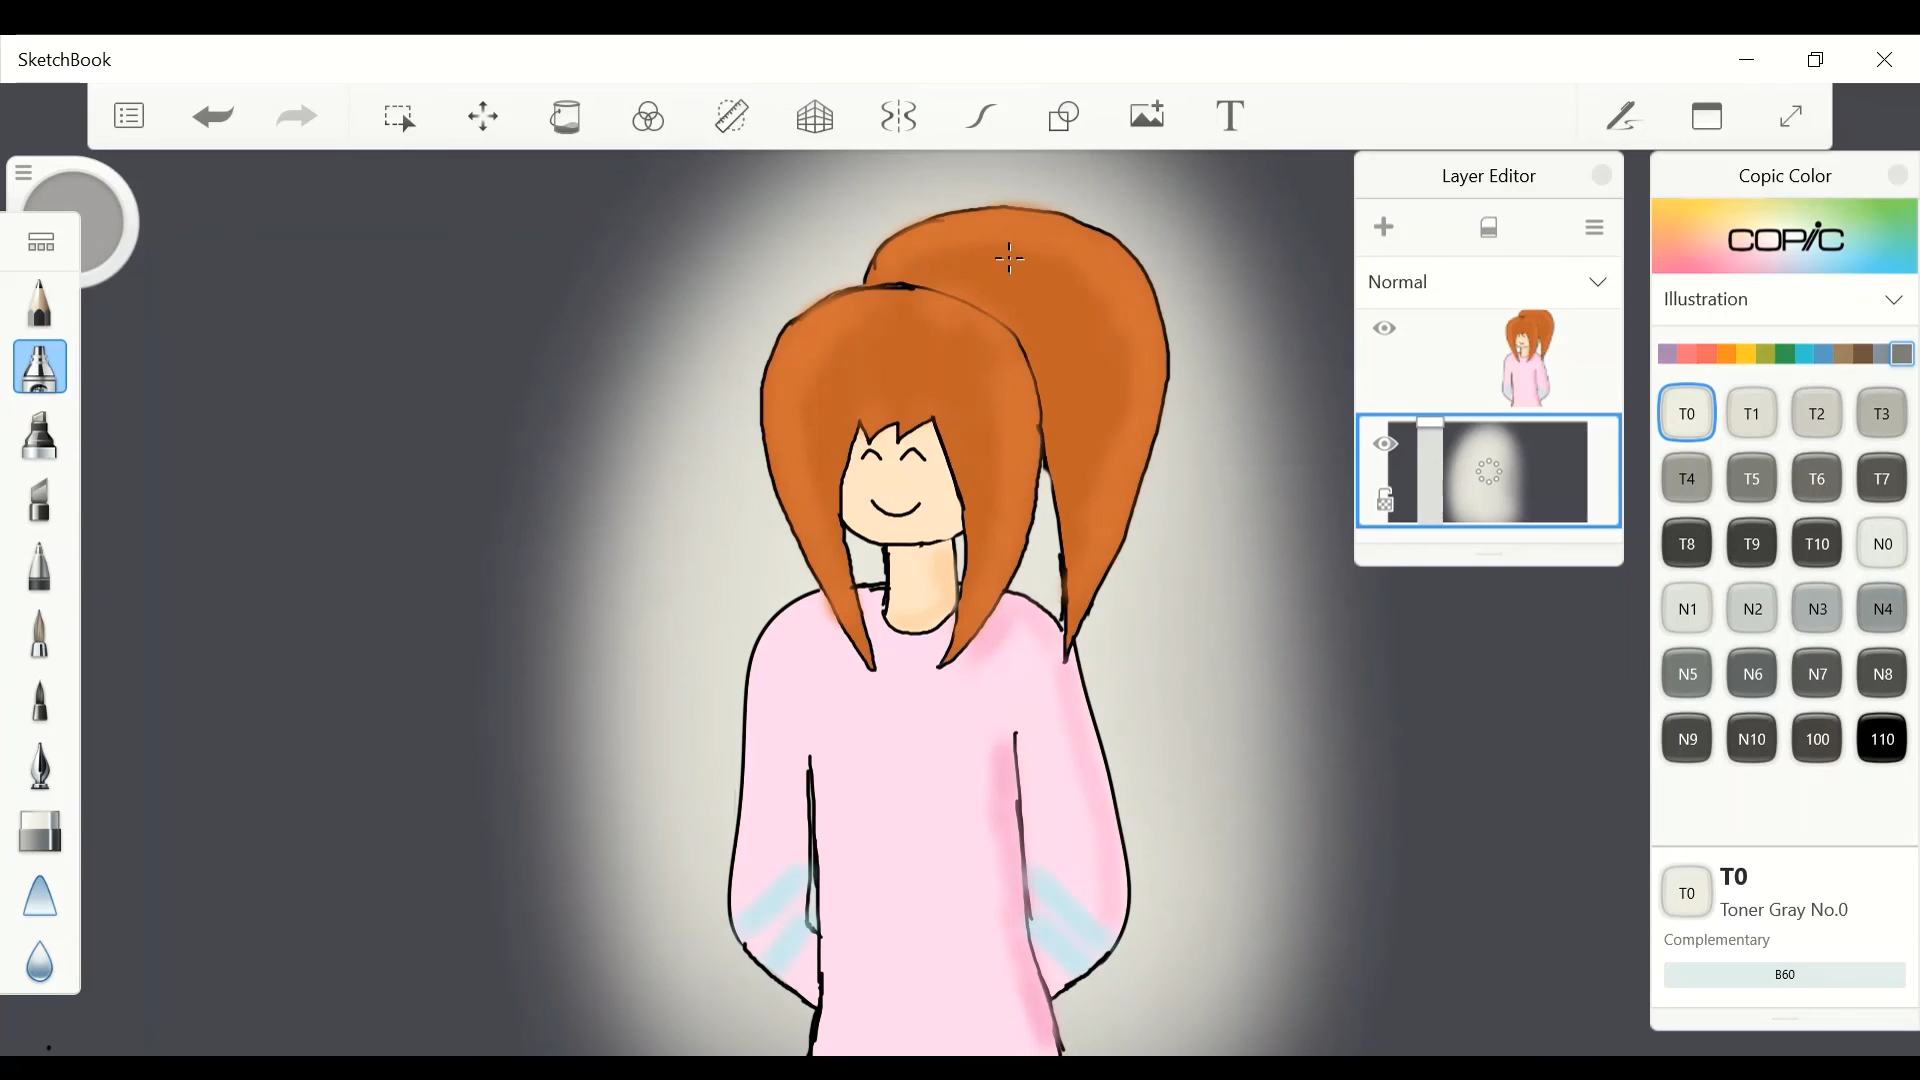 SketchBook
T
Layer Editor
Normal
Copic Color
COPIC
Illustration
T0 T1 T2 T3
T4 T5 T6 T7
T8 T9 T10 N0
N1 N2 N3 N4
N5 N6 N7 N8
N9 N10 100 110
T0
T0
Toner Gray No.0
Complementary
B60